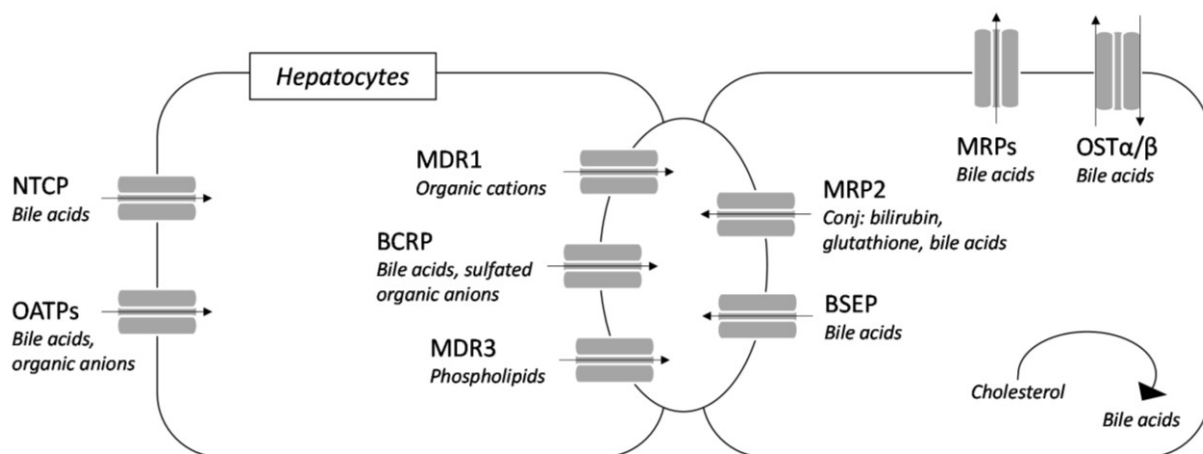 Hepatocytes
NTCP
Bile acids
OATPs
Bile acids,
organic anions
MDR1
Organic cations
BCRP
Bile acids, sulfated
organic anions
MDR3
Phospholipids
MRP2
Conj: bilirubin,
glutathione, bile acids
BSEP
Bile acids
MRPs
Bile acids
OSTα/β
Bile acids
Cholesterol
Bile acids